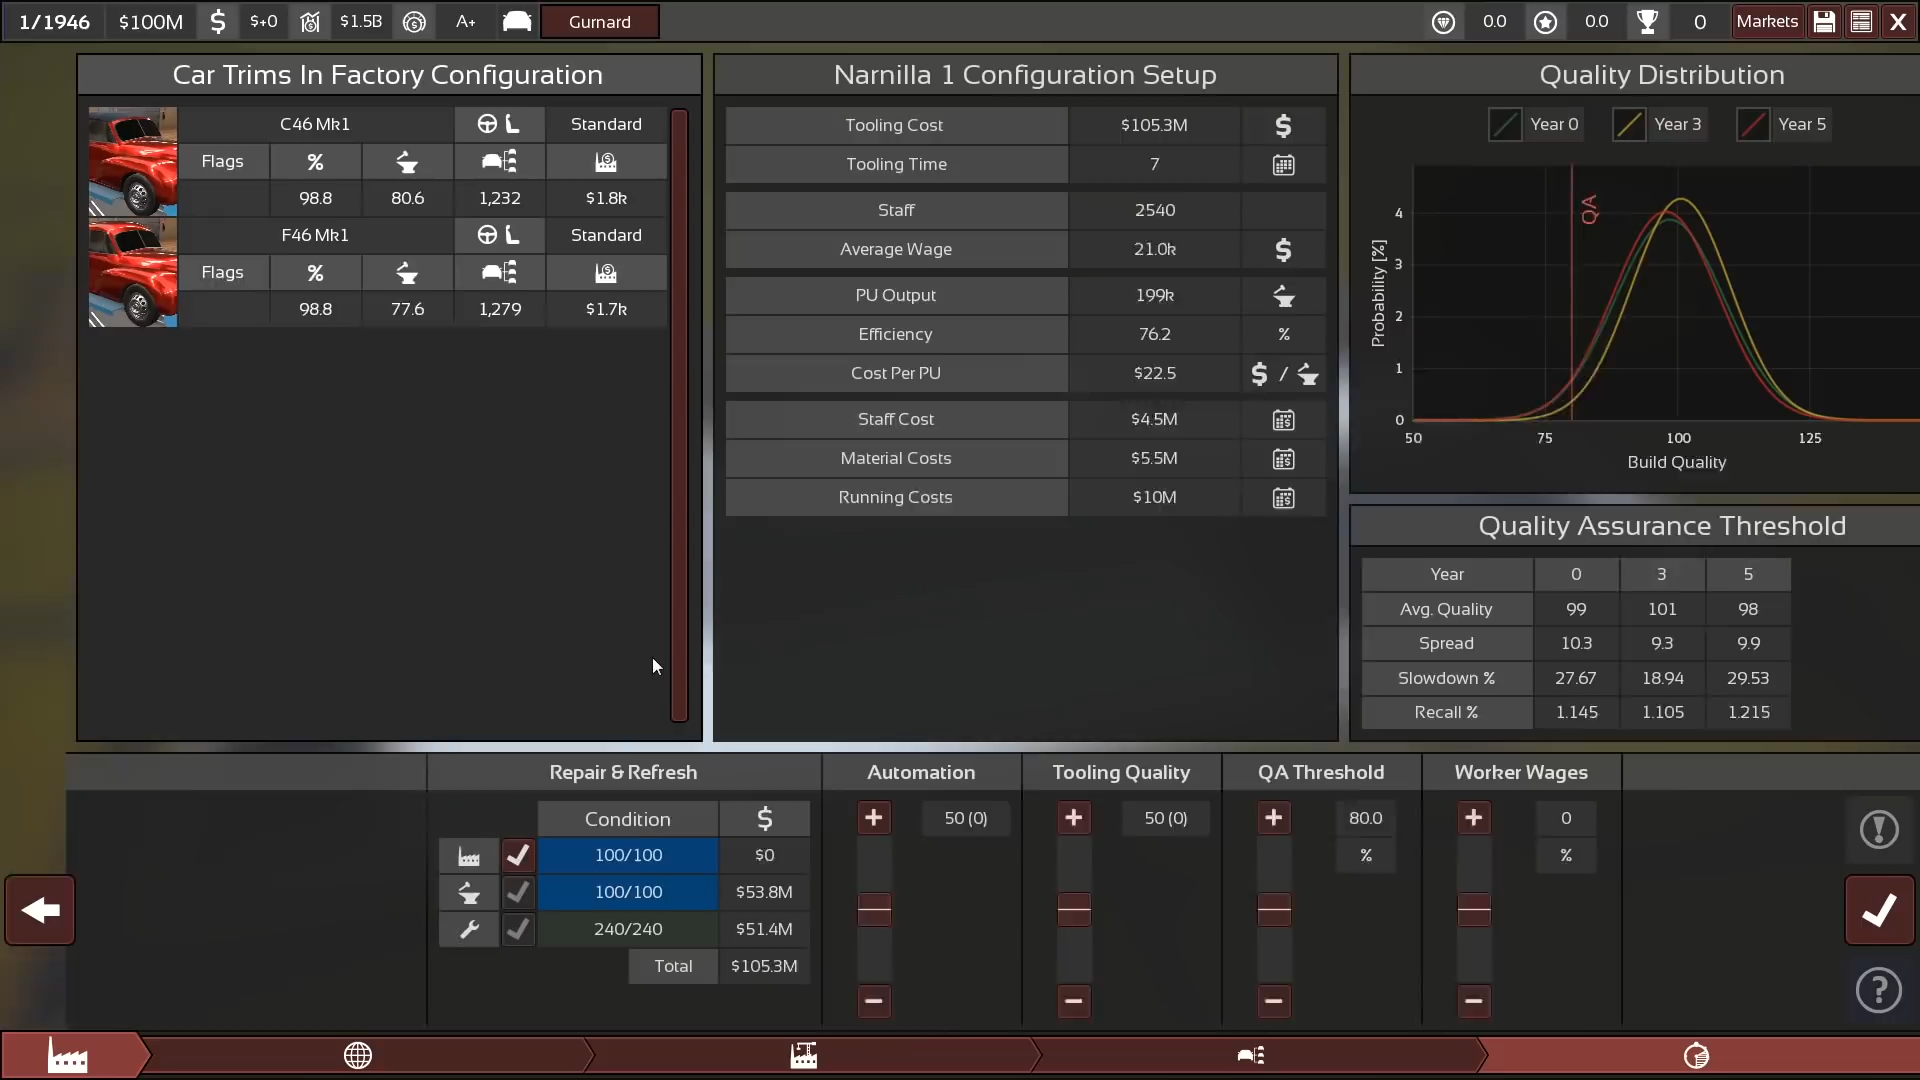 1/1946 $100M $ $+0 $1.5B A+ Gurnard 0.0 0.0 0 Markets X
Car Trims In Factory Configuration
C46 Mk1 Standard
Flags %
98.8 80.6 1,232 $1.8k
F46 Mk1 Standard
Flags %
98.8 77.6 1,279 $1.7k
Narnilla 1 Configuration Setup
Tooling Cost $105.3M $
Tooling Time 7
Staff 2540
Average Wage 21.0k $
PU Output 199k
Efficiency 76.2 %
Cost Per PU $22.5 $ /
Staff Cost $4.5M
Material Costs $5.5M
Running Costs $10M
Quality Distribution
Year 0 Year 3 Year 5
QA
Probability [%]
4
3
2
1
0
50 75 100 125
Build Quality
Quality Assurance Threshold
Year 0 3 5
Avg. Quality 99 101 98
Spread 10.3 9.3 9.9
Slowdown % 27.67 18.94 29.53
Recall % 1.145 1.105 1.215
Repair & Refresh
Condition $
100/100 $0
100/100 $53.8M
240/240 $51.4M
Total $105.3M
Automation
+ 50 (0)
−
Tooling Quality
+ 50 (0)
−
QA Threshold
+ 80.0
%
−
Worker Wages
+ 0
%
−
!
?